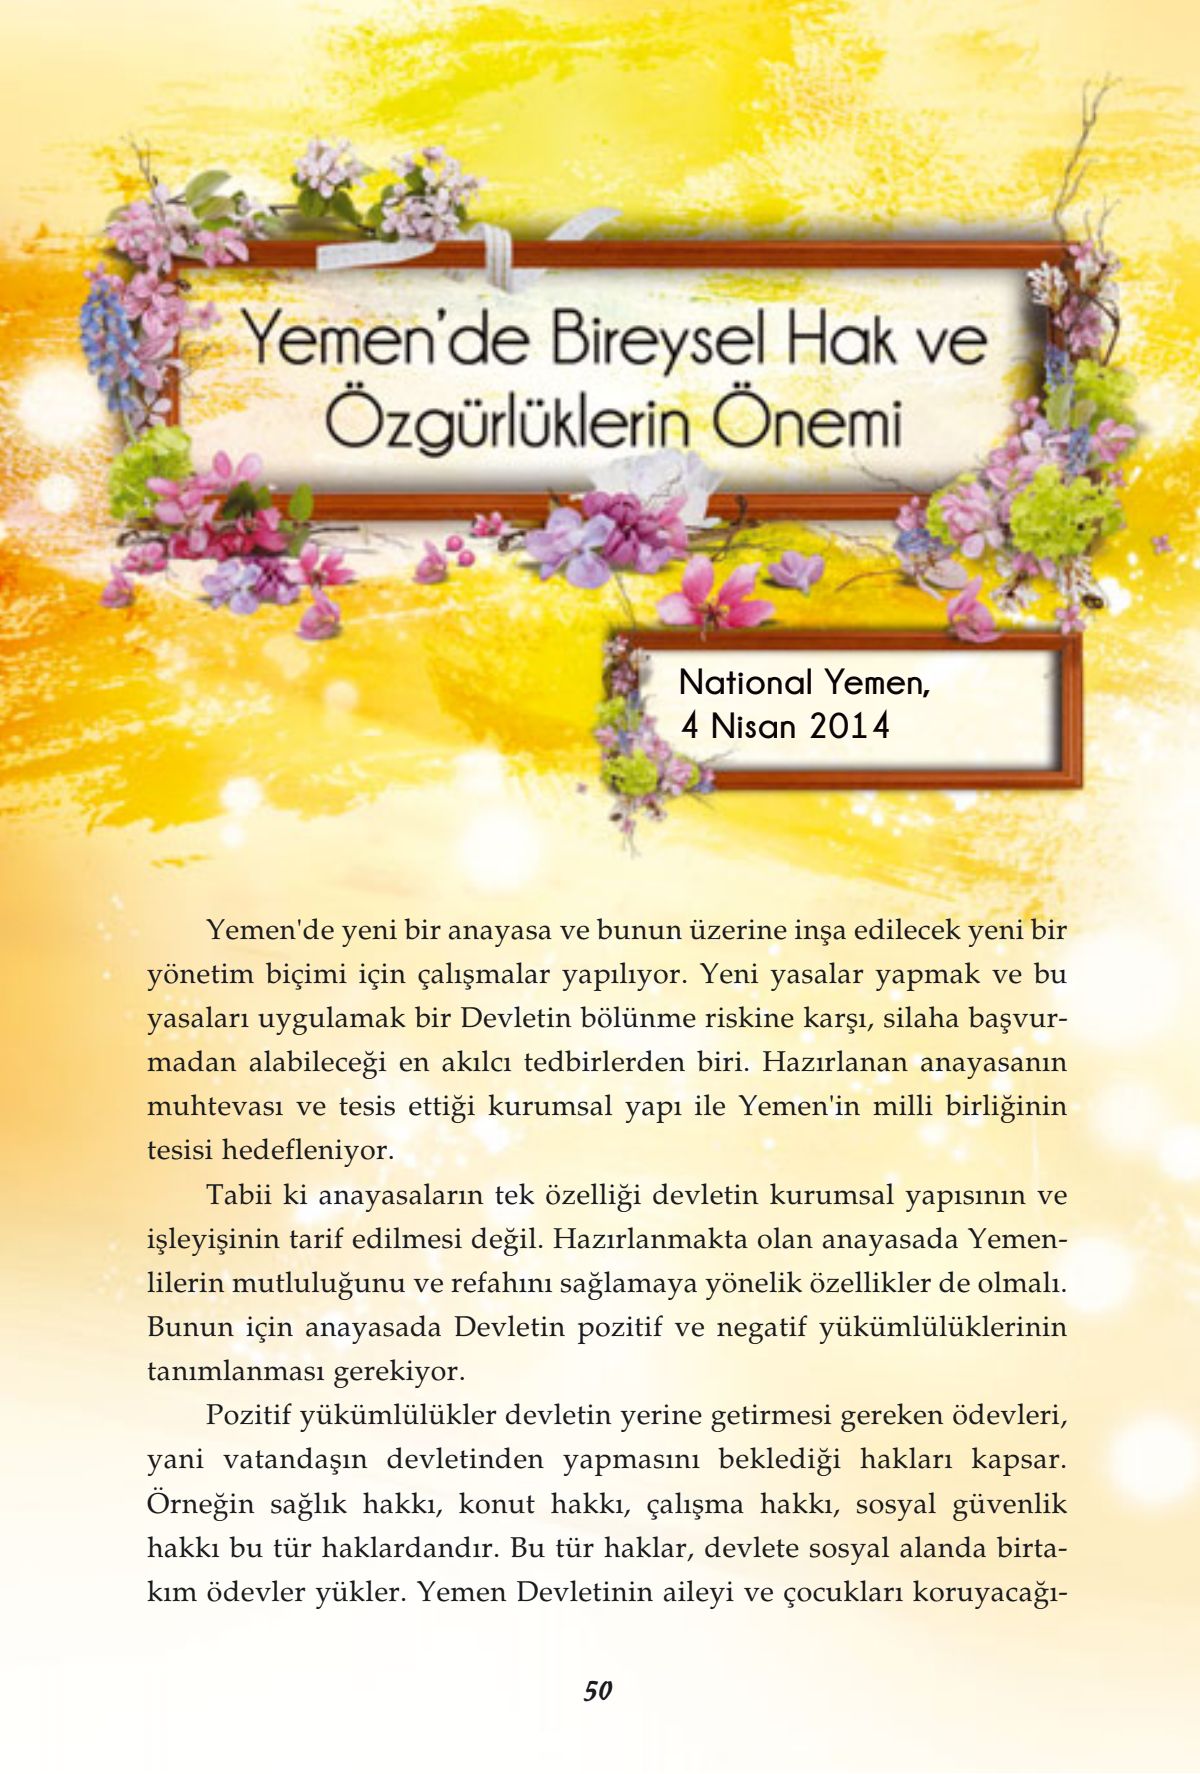 Yemen'de Bireysel Hak ve
Özgürlüklerin Önemi
National Yemen,
4 Nisan 2014
Yemen'de yeni bir anayasa ve bunun üzerine inşa edilecek yeni bir
yönetim biçimi için çalışmalar yapılıyor. Yeni yasalar yapmak ve bu
yasaları uygulamak bir Devletin bölünme riskine karşı, silaha başvur-
madan alabileceği en akılcı tedbirlerden biri. Hazırlanan anayasanın
muhtevası ve tesis ettiği kurumsal yapı ile Yemen'in milli birliğinin
tesisi hedefleniyor.
Tabii ki anayasaların tek özelliği devletin kurumsal yapısının ve
işleyişinin tarif edilmesi değil. Hazırlanmakta olan anayasada Yemen-
lilerin mutluluğunu ve refahını sağlamaya yönelik özellikler de olmalı.
Bunun için anayasada Devletin pozitif ve negatif yükümlülüklerinin
tanımlanması gerekiyor.
Pozitif yükümlülükler devletin yerine getirmesi gereken ödevleri,
yani vatandaşın devletinden yapmasını beklediği hakları kapsar.
Örneğin sağlık hakkı, konut hakkı, çalışma hakkı, sosyal güvenlik
hakkı bu tür haklardandır. Bu tür haklar, devlete sosyal alanda birta-
kım ödevler yükler. Yemen Devletinin aileyi ve çocukları koruyacağı-
50